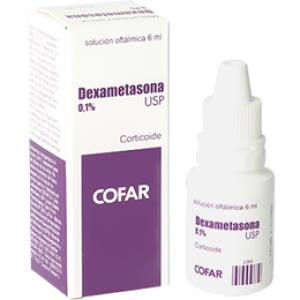 solución oftálmica 6 ml
Dexametasona
0,1% USP
Corticoide
COFAR
solución oftálmica 6 ml
Dexametasona
0,1% USP
Corticoide
COFAR